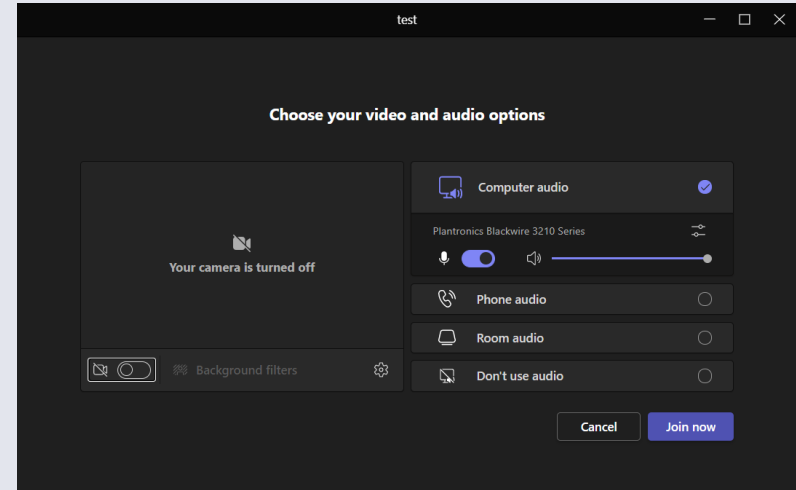 test
Choose your video and audio options
Your camera is turned off
Background filters
Computer audio
Plantronics Blackwire 3210 Series
Phone audio
Room audio
Don't use audio
Cancel
Join now